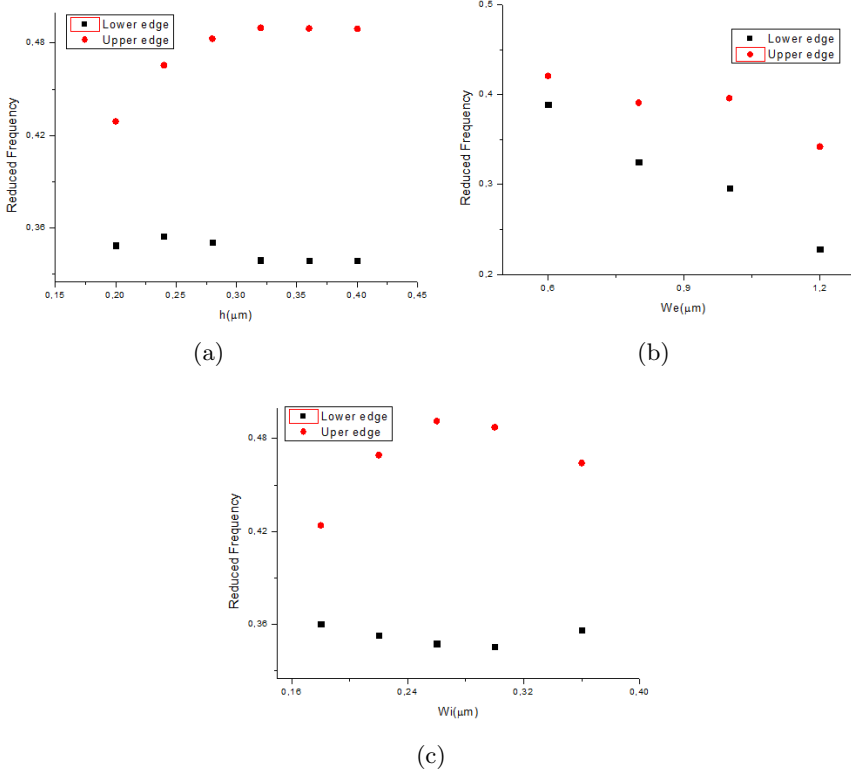 Lower edge
Upper edge
0,48
0,42
0,36
Reduced Frequency
0,15
0,20
0,25
0,30
0,35
0,40
0,45
h(μm)
(a)
Lower edge
Upper edge
0,5
0,4
0,3
0,2
Reduced Frequency
0,6
0,9
1,2
We(μm)
(b)
Lower edge
Uper edge
0,48
0,42
0,36
Reduced Frequency
0,16
0,24
0,32
0,40
Wi(μm)
(c)